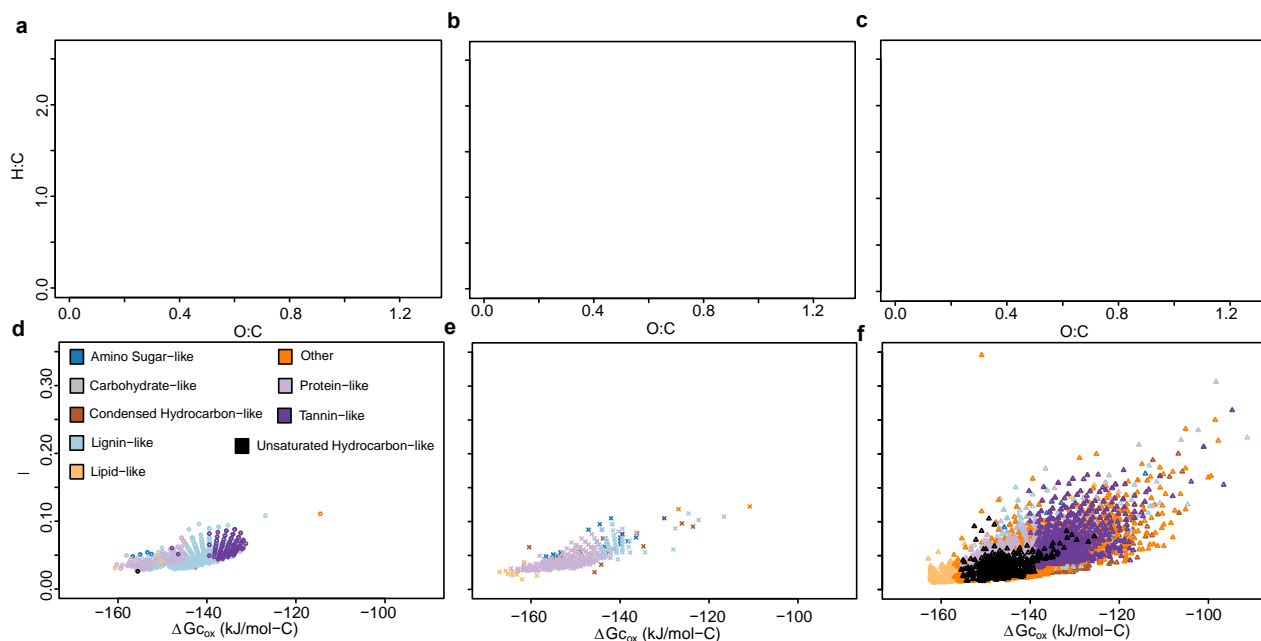 a
b
c
2.0
1.0
0.0
H:C
0.0 0.4 0.8 1.2
0.0 0.4 0.8 1.2
0.0 0.4 0.8 1.2
O:C
O:C
O:C
d
e
f
0.30
0.20
0.10
0.00
I
Amino Sugar−like
Carbohydrate−like
Condensed Hydrocarbon−like
Lignin−like
Lipid−like
Other
Protein−like
Tannin−like
Unsaturated Hydrocarbon−like
−160 −140 −120 −100
−160 −140 −120 −100
−160 −140 −120 −100
ΔGcox (kJ/mol−C)
ΔGcox (kJ/mol−C)
ΔGcox (kJ/mol−C)